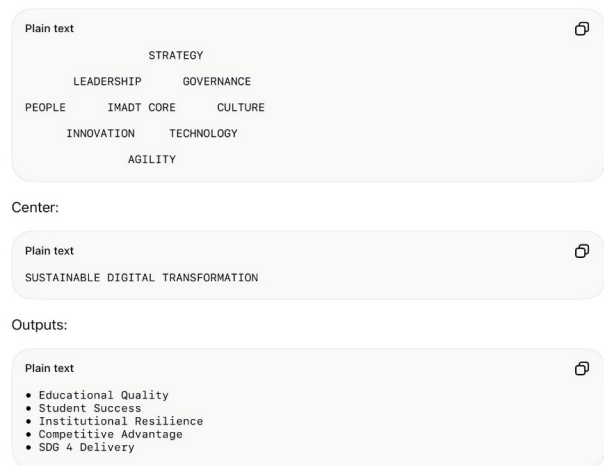 Plain text
STRATEGY
LEADERSHIP GOVERNANCE
PEOPLE IMADT CORE CULTURE
INNOVATION TECHNOLOGY
AGILITY
Center:
Plain text
SUSTAINABLE DIGITAL TRANSFORMATION
Outputs:
Plain text
• Educational Quality
• Student Success
• Institutional Resilience
• Competitive Advantage
• SDG 4 Delivery